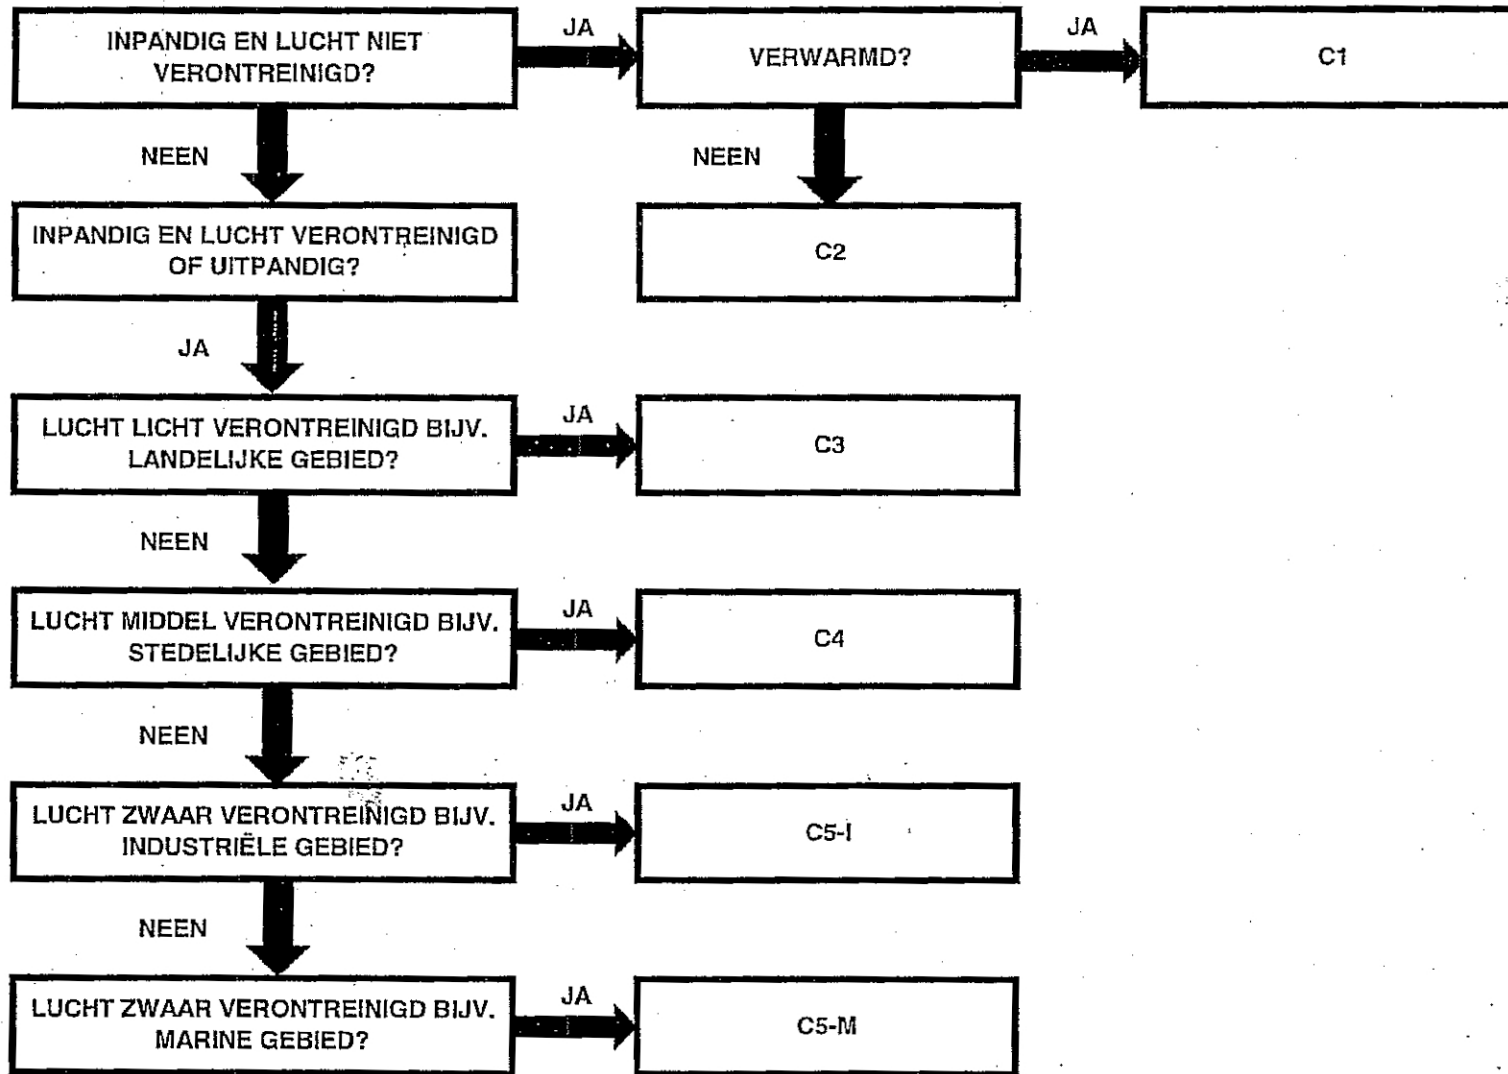 INPANDIG EN LUCHT NIET
VERONTREINIGD?
JA
VERWARMD?
JA
C1
NEEN
NEEN
INPANDIG EN LUCHT VERONTREINIGD
OF UITPANDIG?
C2
JA
LUCHT LICHT VERONTREINIGD BIJV.
LANDELIJKE GEBIED?
JA
C3
NEEN
LUCHT MIDDEL VERONTREINIGD BIJV.
STEDELIJKE GEBIED?
JA
C4
NEEN
LUCHT ZWAAR VERONTREINIGD BIJV.
INDUSTRIËLE GEBIED?
JA
C5-I
NEEN
LUCHT ZWAAR VERONTREINIGD BIJV.
MARINE GEBIED?
JA
C5-M